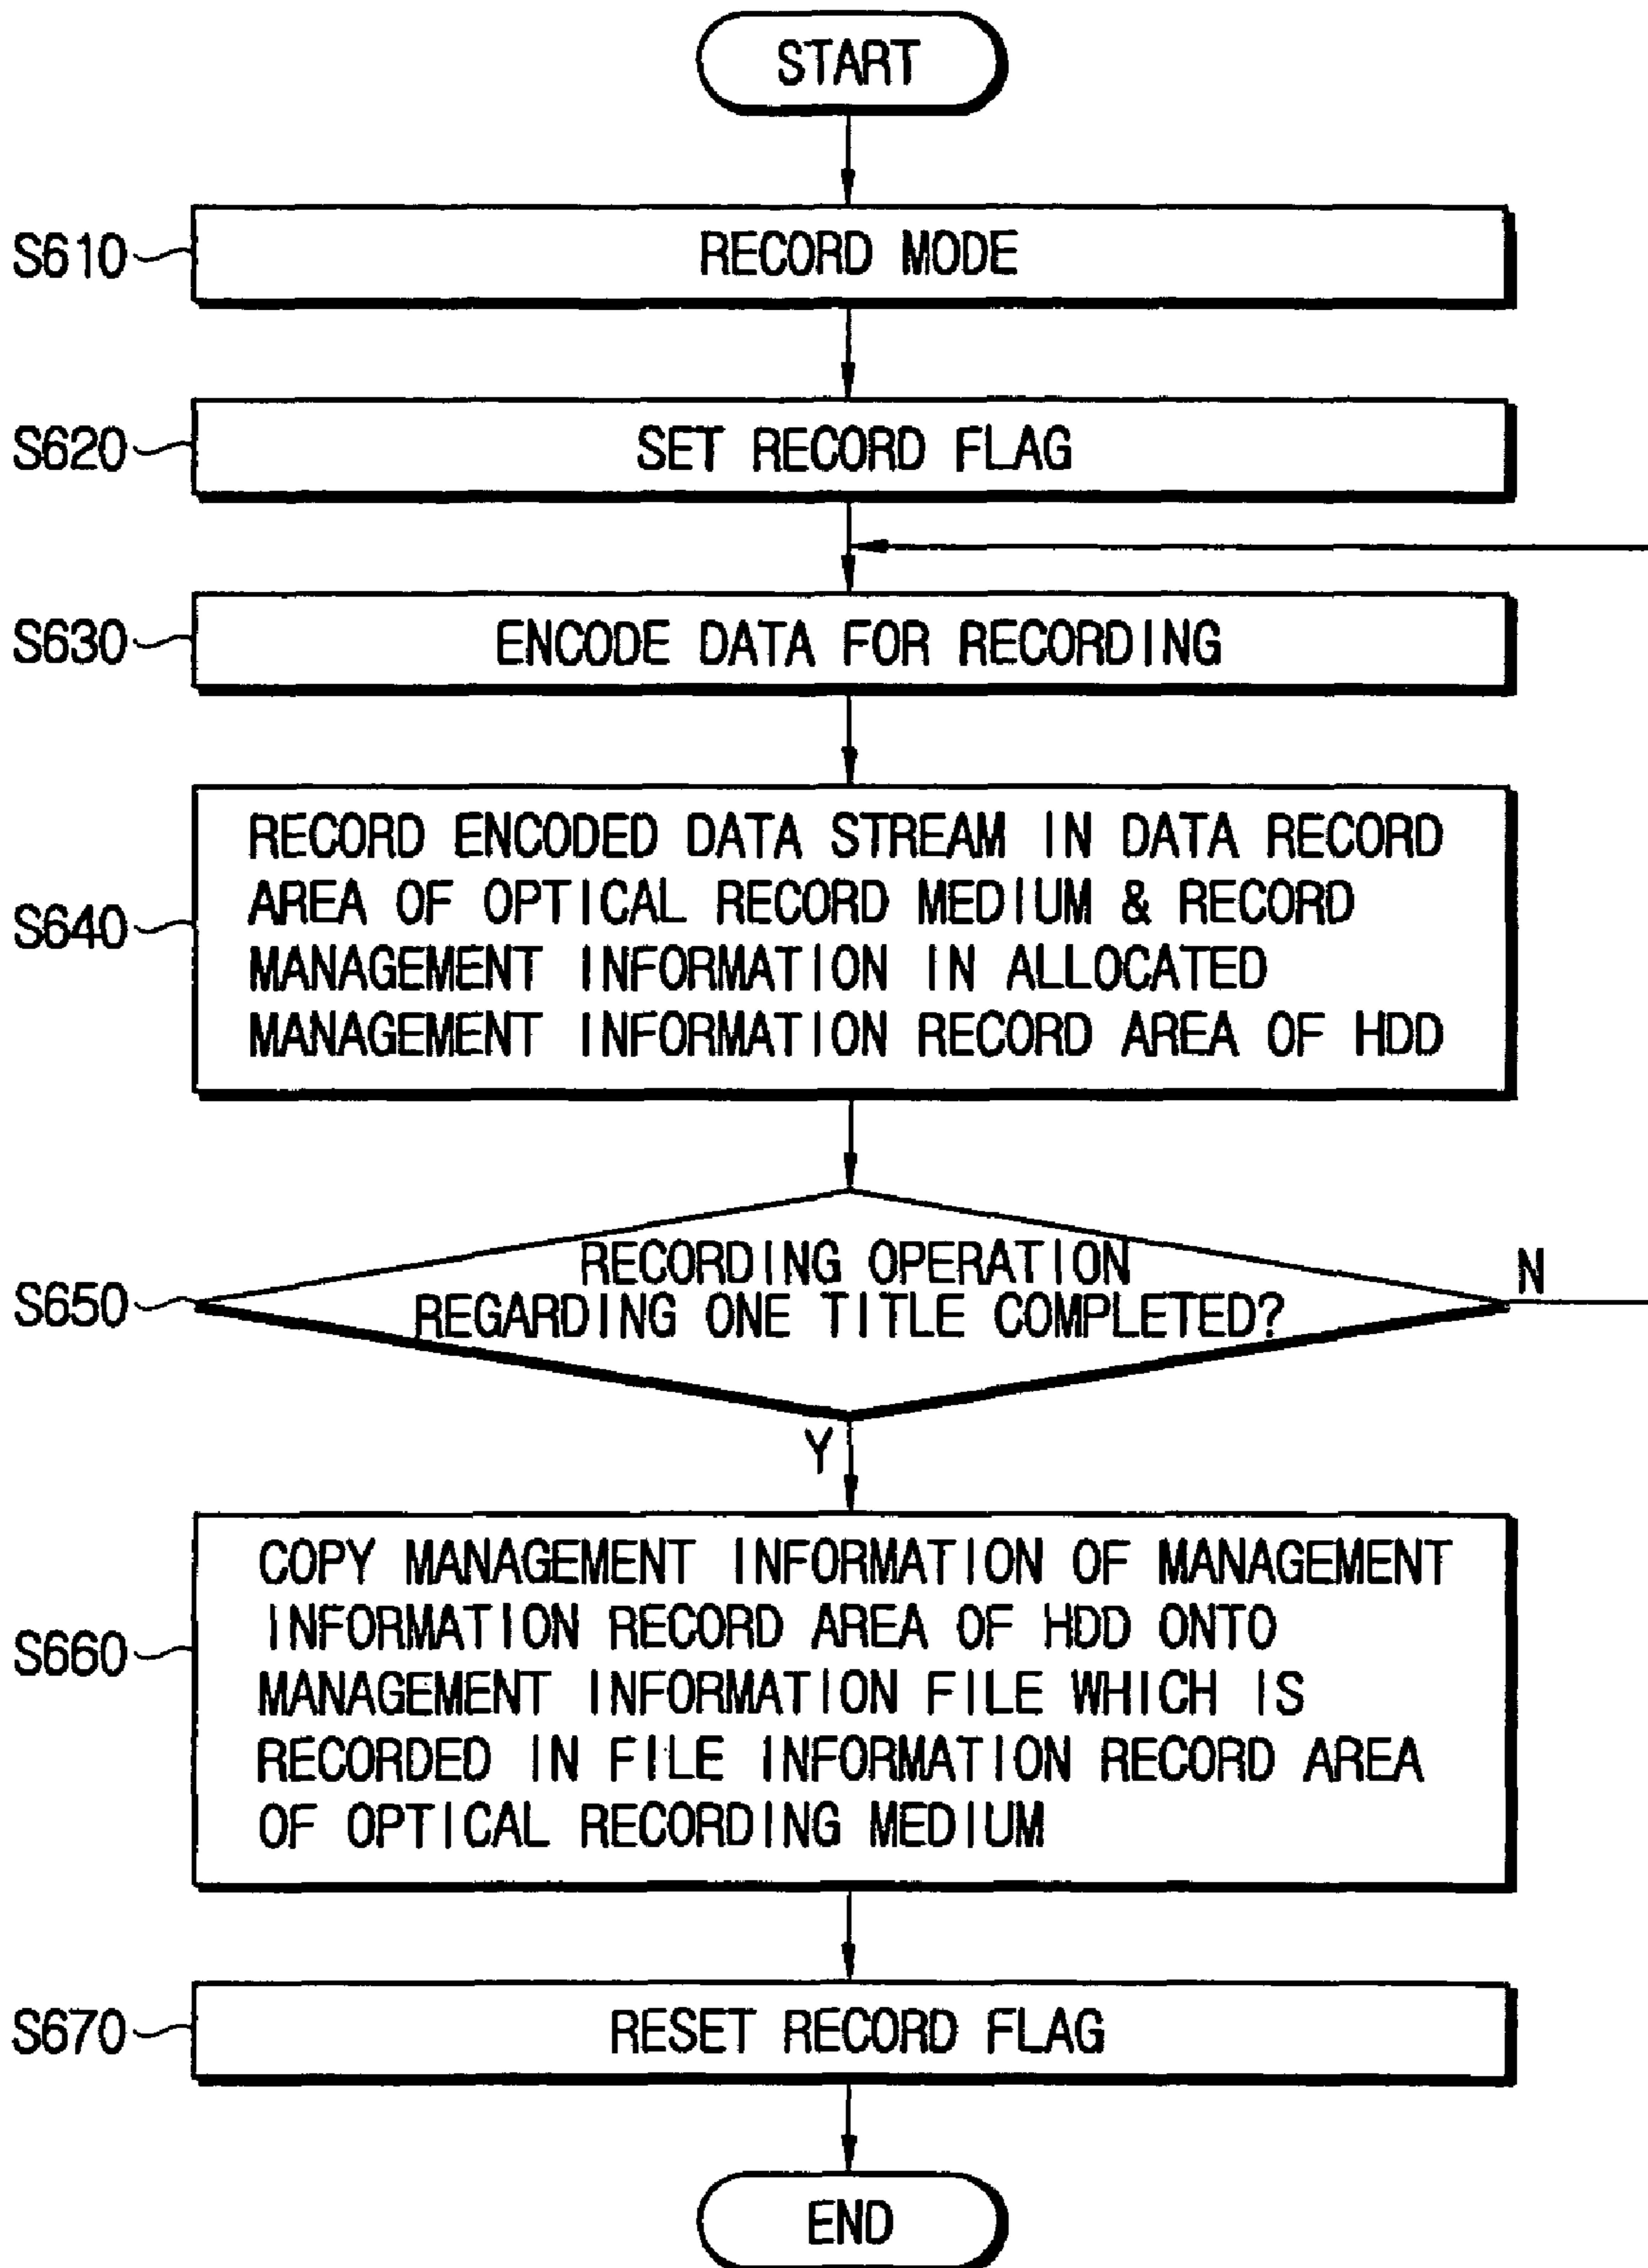 START
S610
RECORD MODE
S620
SET RECORD FLAG
S630
ENCODE DATA FOR RECORDING
S640
RECORD ENCODED DATA STREAM IN DATA RECORD
AREA OF OPTICAL RECORD MEDIUM & RECORD
MANAGEMENT INFORMATION IN ALLOCATED
MANAGEMENT INFORMATION RECORD AREA OF HDD
S650
RECORDING OPERATION
REGARDING ONE TITLE COMPLETED?
N
Y
S660
COPY MANAGEMENT INFORMATION OF MANAGEMENT
INFORMATION RECORD AREA OF HDD ONTO
MANAGEMENT INFORMATION FILE WHICH IS
RECORDED IN FILE INFORMATION RECORD AREA
OF OPTICAL RECORDING MEDIUM
S670
RESET RECORD FLAG
END